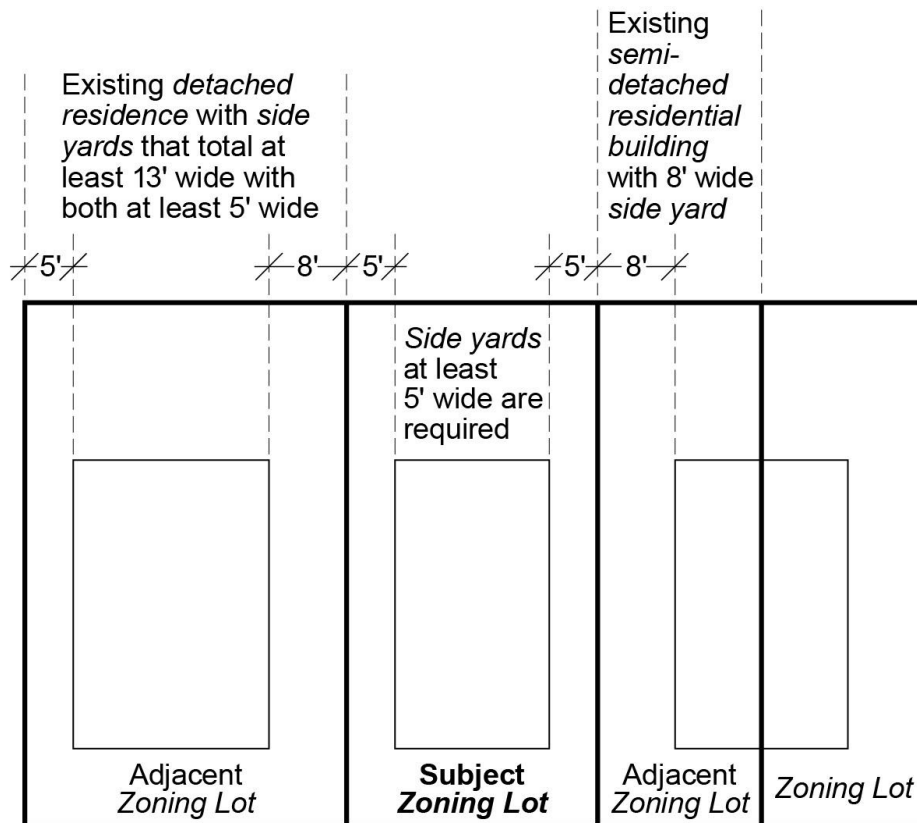 Existing detached
residence with side
yards that total at
least 13' wide with
both at least 5' wide
Existing
semi-
detached
residential
building
with 8' wide
side yard
5' 8' 5' 5' 8'
Side yards
at least
5' wide are
required
Adjacent
Zoning Lot
Subject
Zoning Lot
Adjacent
Zoning Lot
Zoning Lot